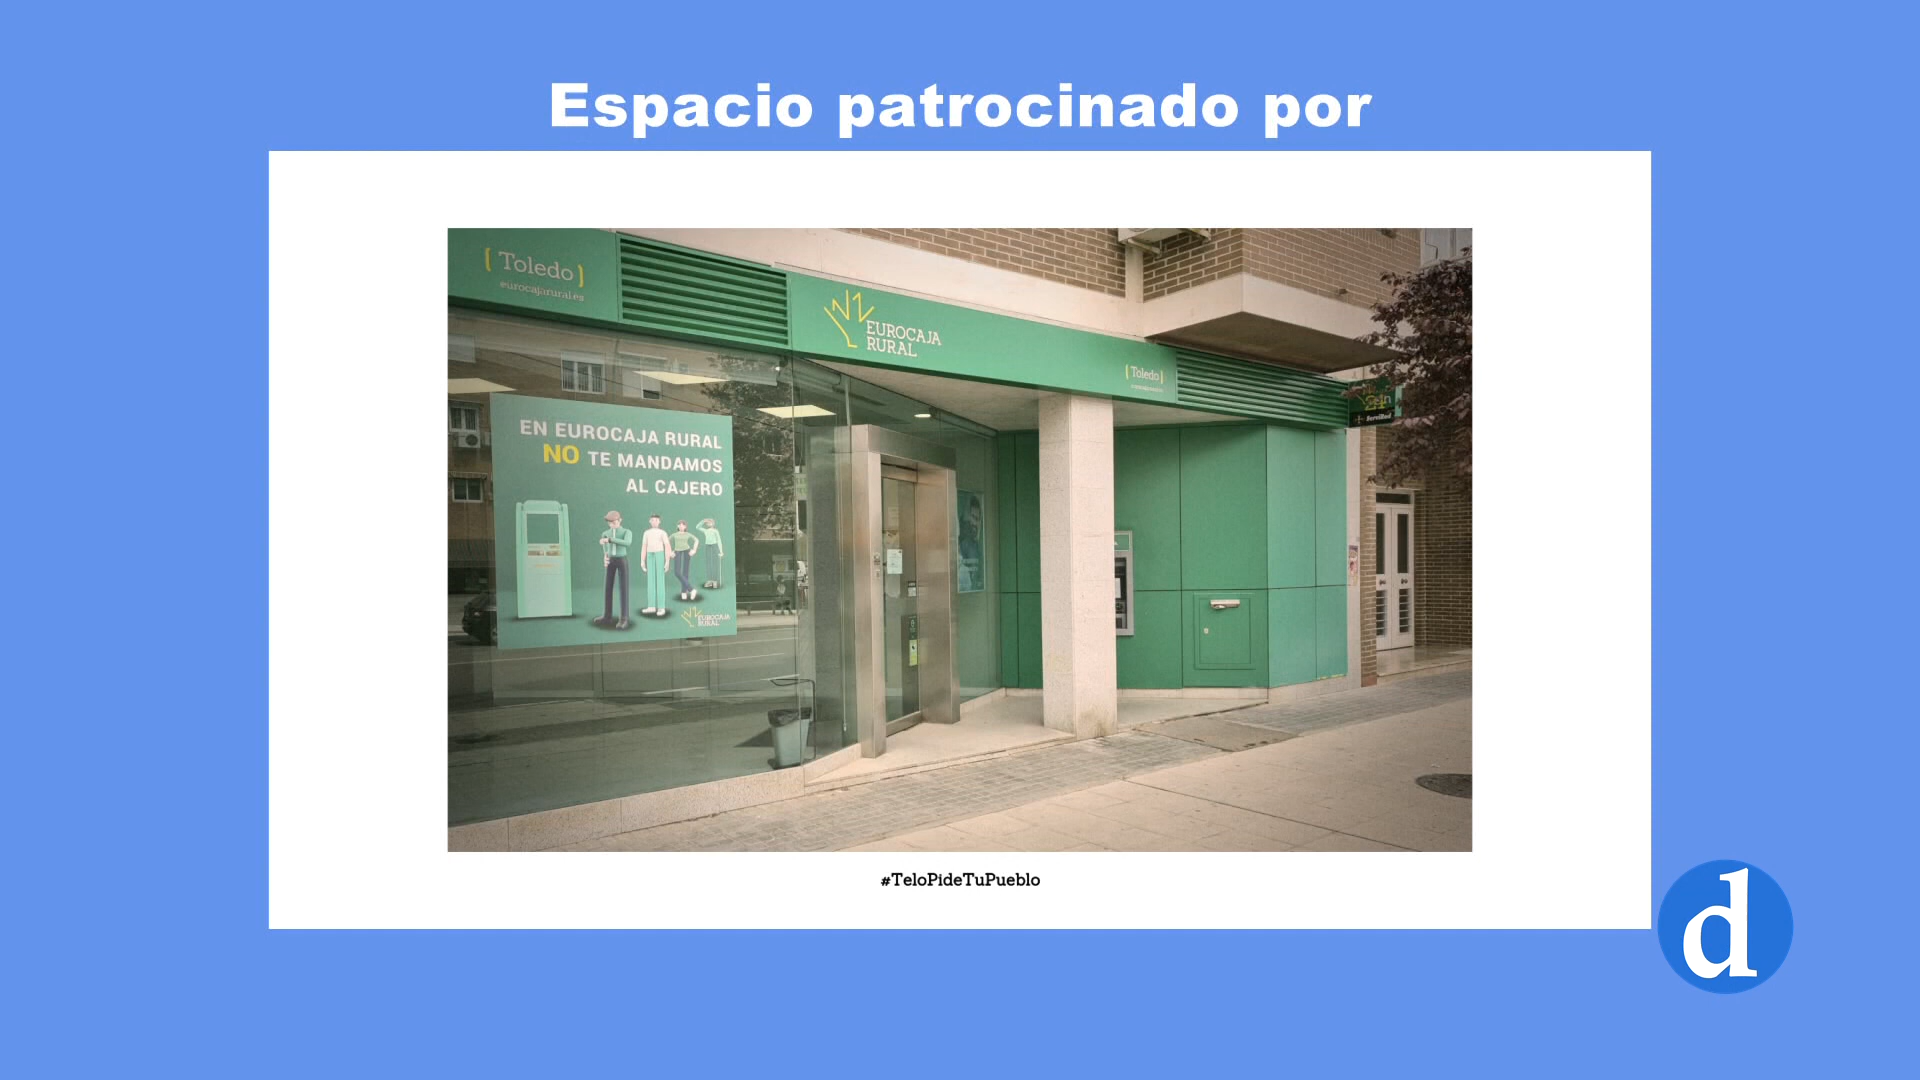 Espacio patrocinado por
( Toledo )
eurocajarural.es
EUROCAJA
RURAL
( Toledo )
EN EUROCAJA RURAL
NO TE MANDAMOS
AL CAJERO
EUROCAJA
RURAL
ServiRed
#TeloPideTuPueblo
d